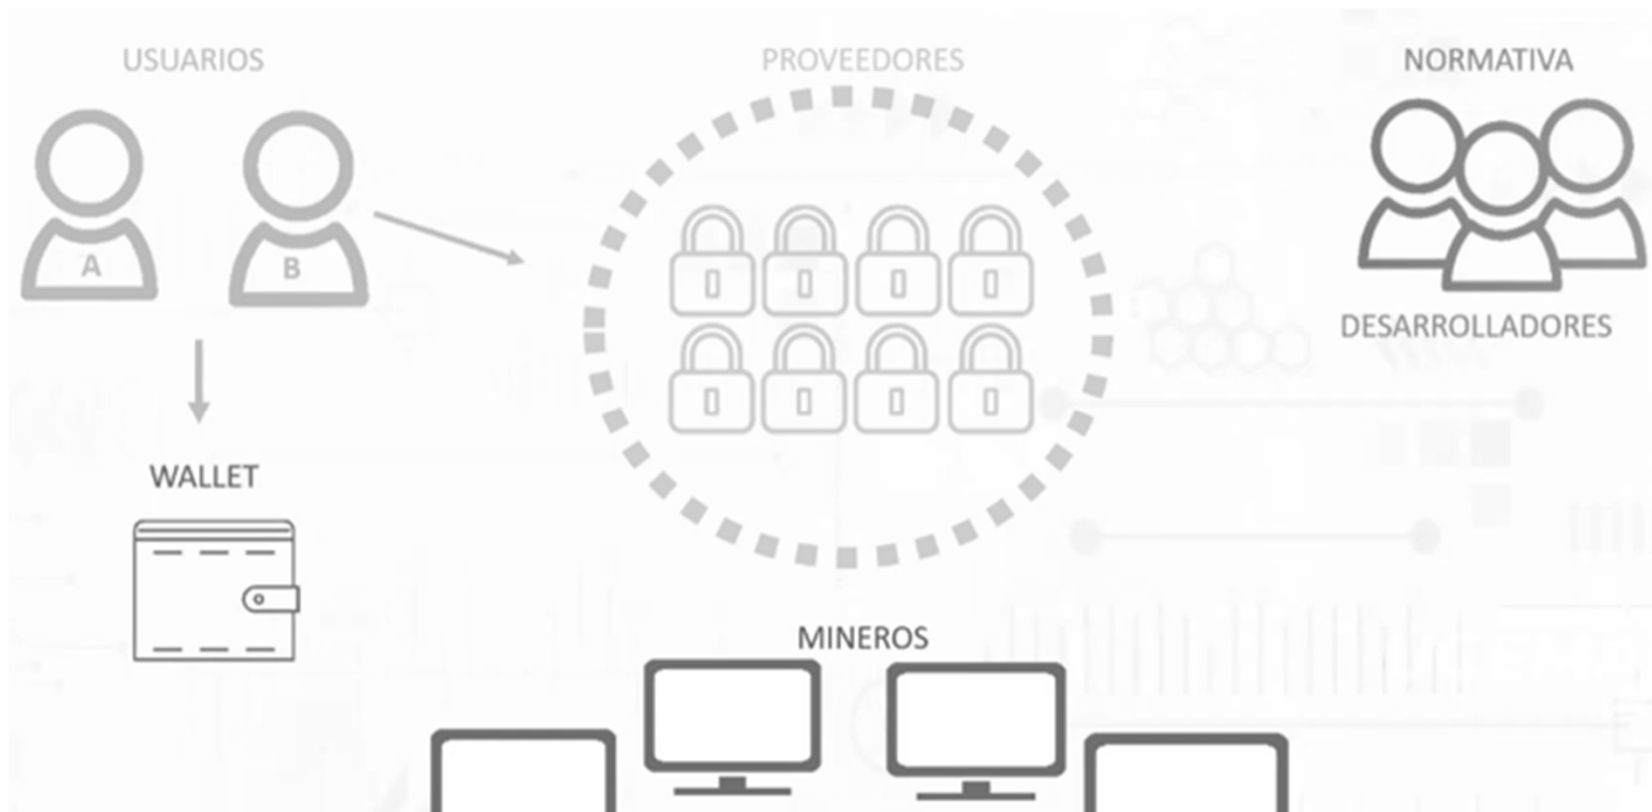 USUARIOS
PROVEEDORES
NORMATIVA
A
B
DESARROLLADORES
WALLET
MINEROS